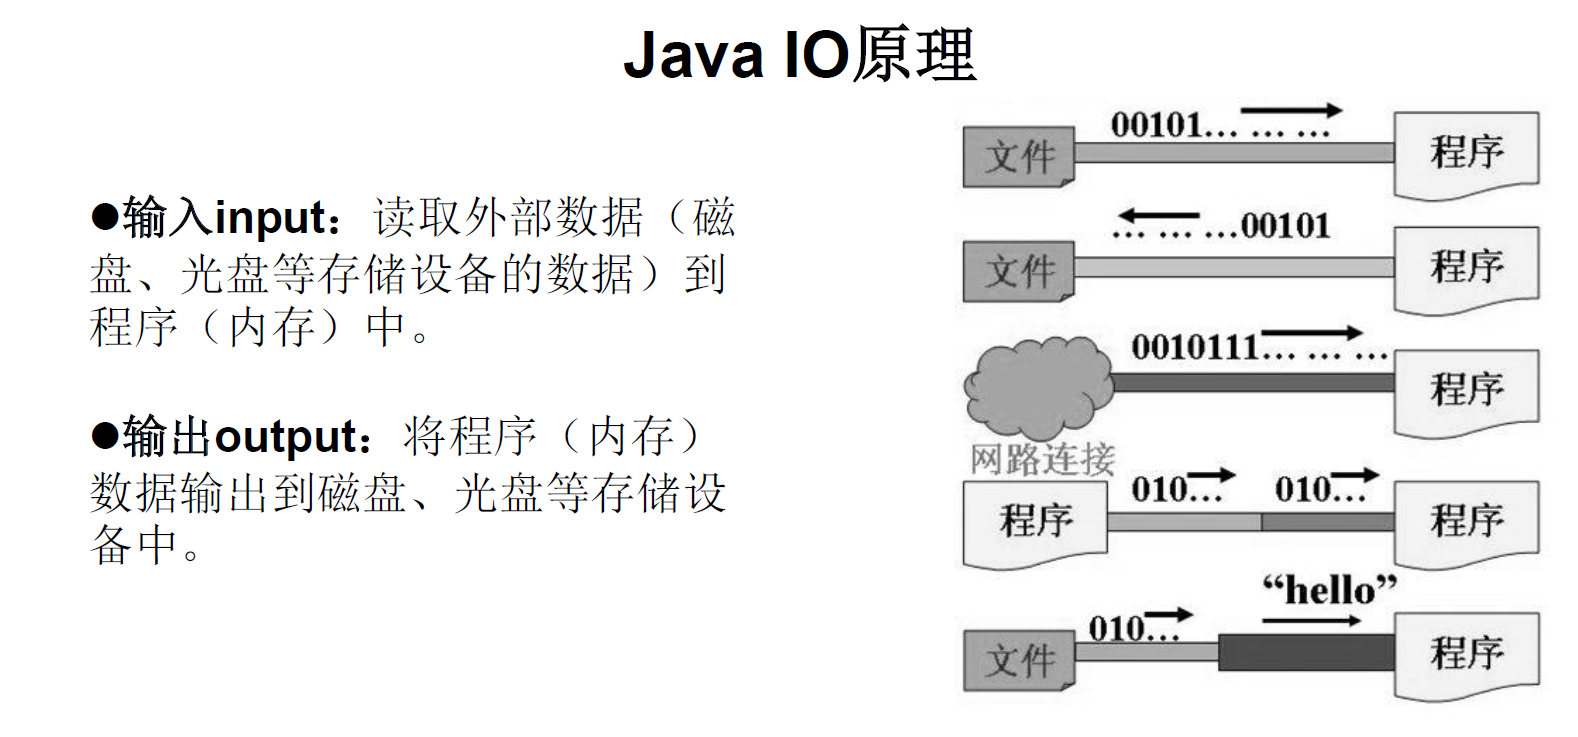 Java IO原理
●输入input：读取外部数据（磁
盘、光盘等存储设备的数据）到
程序（内存）中。
●输出output：将程序（内存）
数据输出到磁盘、光盘等存储设
备中。
00101… … …
文件
程序
… … …00101
文件
程序
0010111… … …
程序
网路连接
010…
010…
程序
程序
“hello”
010…
文件
程序